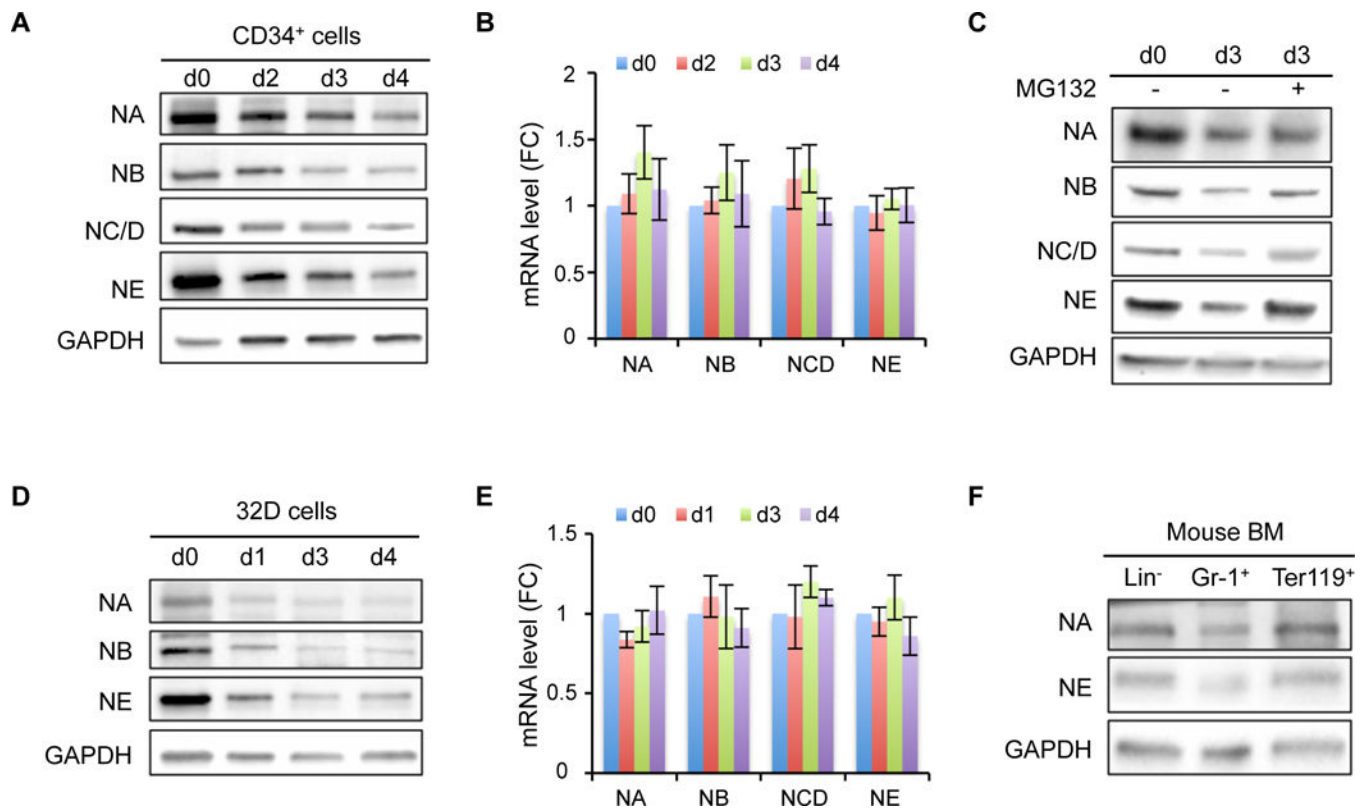 A
CD34+ cells
d0 d2 d3 d4
NA
NB
NC/D
NE
GAPDH
B
d0 d2 d3 d4
mRNA level (FC)
2
1.5
1
0.5
0
NA NB NCD NE
C
d0 d3 d3
MG132 - - +
NA
NB
NC/D
NE
GAPDH
D
32D cells
d0 d1 d3 d4
NA
NB
NE
GAPDH
E
d0 d1 d3 d4
mRNA level (FC)
1.5
1
0.5
0
NA NB NCD NE
F
Mouse BM
Lin- Gr-1+ Ter119+
NA
NE
GAPDH